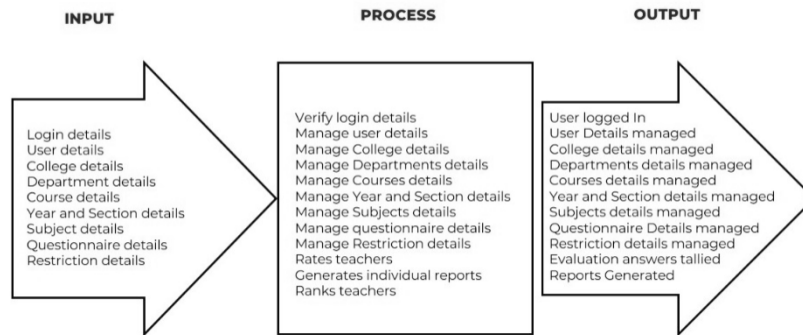 INPUT
PROCESS
OUTPUT
Login details
User details
College details
Department details
Course details
Year and Section details
Subject details
Questionnaire details
Restriction details
Verify login details
Manage user details
Manage College details
Manage Departments details
Manage Courses details
Manage Year and Section details
Manage Subjects details
Manage questionnaire details
Manage Restriction details
Rates teachers
Generates individual reports
Ranks teachers
User logged In
User Details managed
College details managed
Departments details managed
Courses details managed
Year and Section details managed
Subjects details managed
Questionnaire Details managed
Restriction details managed
Evaluation answers tallied
Reports Generated